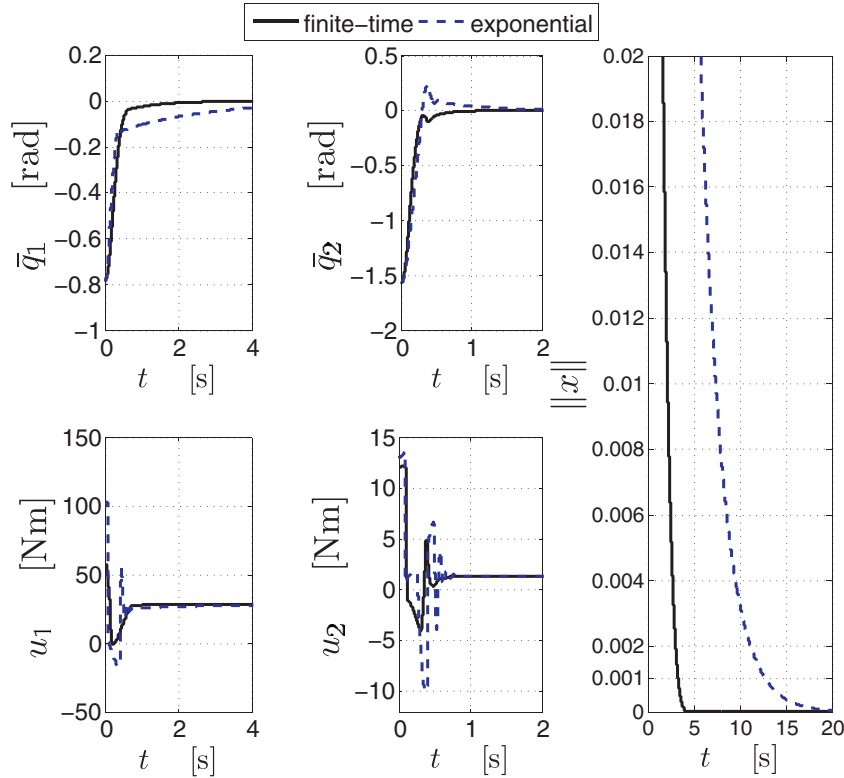 finite−time exponential
0.2
0
−0.2
−0.4
−0.6
−0.8
−1
0 2 4
t [s]
q̄1 [rad]
0.5
0
−0.5
−1
−1.5
−2
0 1 2
t [s]
q̄2 [rad]
150
100
50
0
−50
0 2 4
t [s]
u1 [Nm]
15
10
5
0
−5
−10
0 1 2
t [s]
u2 [Nm]
0.02
0.018
0.016
0.014
0.012
0.01
0.008
0.006
0.004
0.002
0.001
0
0 5 10 15 20
t [s]
||x||